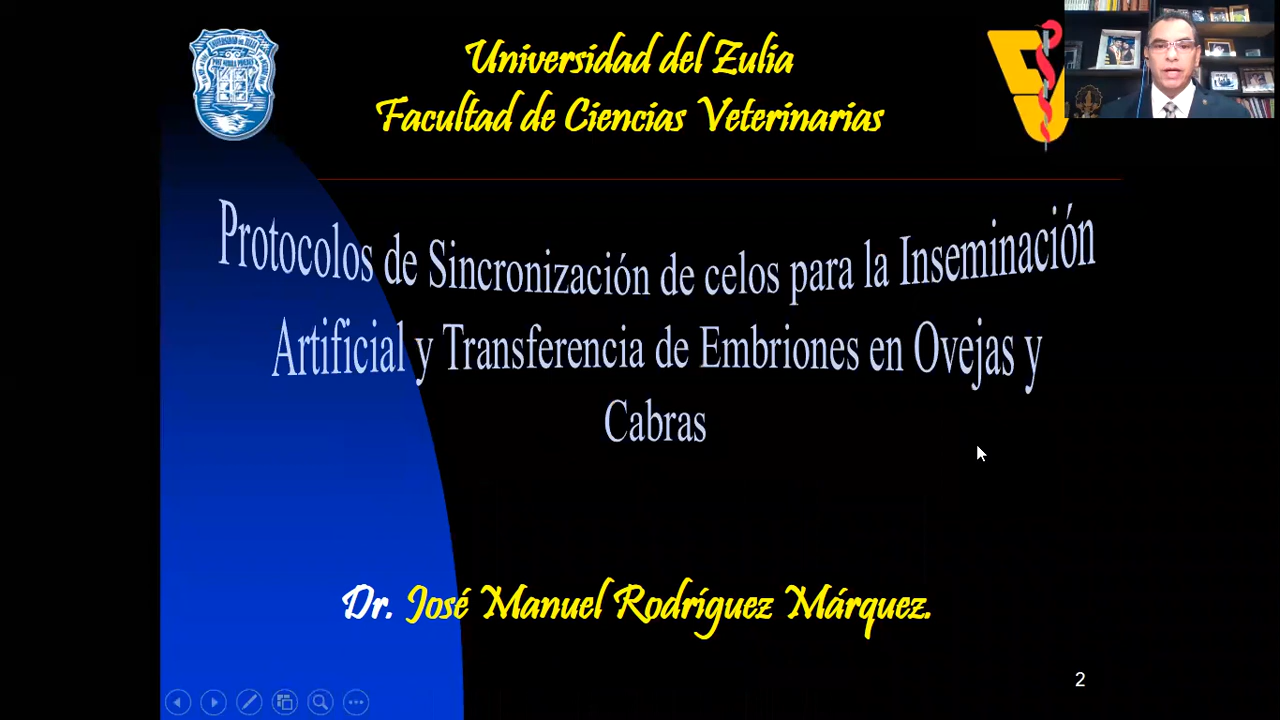 Universidad del Zulia
Facultad de Ciencias Veterinarias
Protocolos de Sincronización de celos para la Inseminación
Artificial y Transferencia de Embriones en Ovejas y
Cabras
Dr. José Manuel Rodríguez Márquez.
2